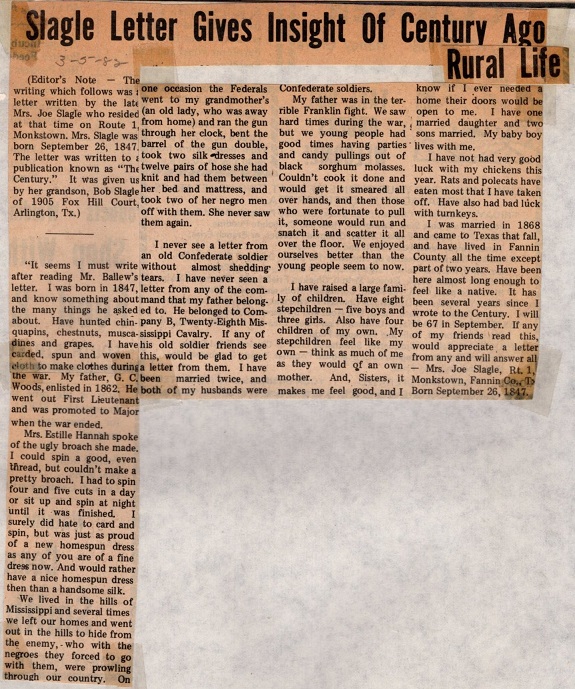 Slagle Letter Gives Insight Of Century Ago
Rural Life
3-5-82
(Editor's Note — The
writing which follows was a
letter written by the late
Mrs. Joe Slagle who resided
at that time on Route 1,
Monkstown. Mrs. Slagle was
born September 26, 1847.
The letter was written to a
publication known as "The
Century." It was given us
by her grandson, Bob Slagle
of 1905 Fox Hill Court,
Arlington, Tx.)
"It seems I must write
after reading Mr. Ballew's
letter. I was born in 1847,
and know something about
the many things he asked
about. Have hunted chin-
quapins, chestnuts, musca-
dines and grapes. I have
carded, spun and woven
cloth to make clothes during
the war. My father, G. C.
Woods, enlisted in 1862. He
went out First Lieutenant
and was promoted to Major
when the war ended.
Mrs. Estille Hannah spoke
of the ugly broach she made.
I could spin a good, even
thread, but couldn't make a
pretty broach. I had to spin
four and five cuts in a day
or sit up and spin at night
until it was finished. I
surely did hate to card and
spin, but was just as proud
of a new homespun dress
as any of you are of a fine
dress now. And would rather
have a nice homespun dress
then than a handsome silk.
We lived in the hills of
Mississippi and several times
we left our homes and went
out in the hills to hide from
the enemy, who with the
negroes they forced to go
with them, were prowling
through our country. On
one occasion the Federals
went to my grandmother's
(an old lady, who was away
from home) and ran the gun
through her clock, bent the
barrel of the gun double,
took two silk dresses and
twelve pairs of hose she had
knit and had them between
her bed and mattress, and
took two of her negro men
off with them. She never saw
them again.
I never see a letter from
an old Confederate soldier
without almost shedding
tears. I have never seen a
letter from any of the com-
mand that my father belong-
ed to. He belonged to Com-
pany B, Twenty-Eighth Mis-
sissippi Cavalry. If any of
his old soldier friends see
this, would be glad to get
a letter from them. I have
been married twice, and
both of my husbands were
Confederate soldiers.
My father was in the ter-
rible Franklin fight. We saw
hard times during the war,
but we young people had
good times having parties
and candy pullings out of
black sorghum molasses.
Couldn't cook it done and
would get it smeared all
over hands, and then those
who were fortunate to pull
it, someone would run and
snatch it and scatter it all
over the floor. We enjoyed
ourselves better than the
young people seem to now.
I have raised a large fami-
ly of children. Have eight
stepchildren — five boys and
three girls. Also have four
children of my own. My
stepchildren feel like my
own — think as much of me
as they would of an own
mother. And, Sisters, it
makes me feel good, and I
know if I ever needed a
home their doors would be
open to me. I have one
married daughter and two
sons married. My baby boy
lives with me.
I have not had very good
luck with my chickens this
year. Rats and polecats have
eaten most that I have taken
off. Have also had bad luck
with turkeys.
I was married in 1868
and came to Texas that fall,
and have lived in Fannin
County all the time except
part of two years. Have been
here almost long enough to
feel like a native. It has
been several years since I
wrote to the Century. I will
be 67 in September. If any
of my friends read this,
would appreciate a letter
from any and will answer all
— Mrs. Joe Slagle, Rt. 1,
Monkstown, Fannin Co., Tx
Born September 26, 1847.